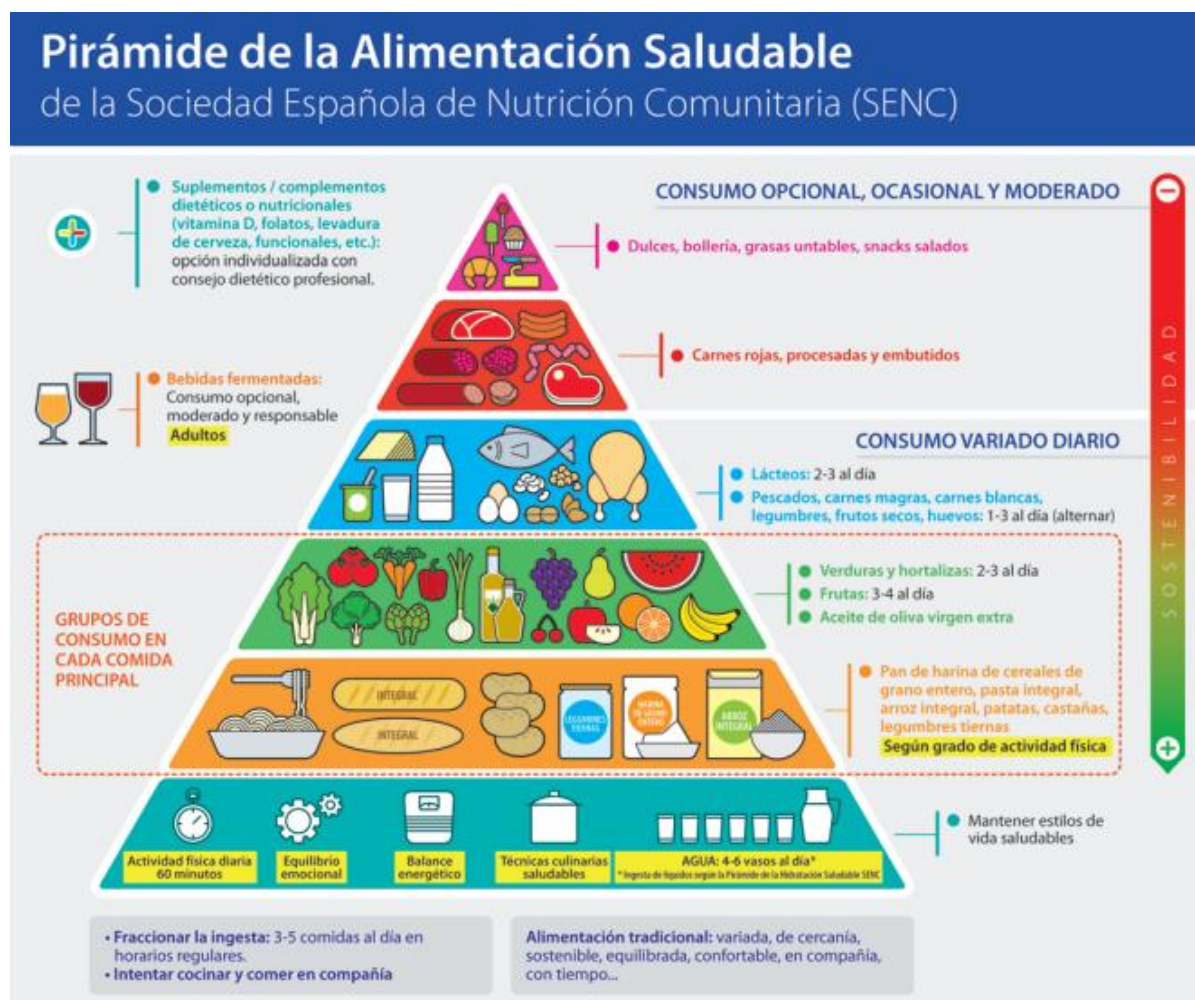 Pirámide de la Alimentación Saludable
de la Sociedad Española de Nutrición Comunitaria (SENC)
Suplementos / complementos
dietéticos o nutricionales
(vitamina D, folatos, levadura
de cerveza, funcionales, etc.):
opción individualizada con
consejo dietético profesional.
CONSUMO OPCIONAL, OCASIONAL Y MODERADO
Dulces, bollería, grasas untables, snacks salados
Carnes rojas, procesadas y embutidos
Bebidas fermentadas:
Consumo opcional,
moderado y responsable
Adultos
CONSUMO VARIADO DIARIO
Lácteos: 2-3 al día
Pescados, carnes magras, carnes blancas,
legumbres, frutos secos, huevos: 1-3 al día (alternar)
SOSTENIBILIDAD
Verduras y hortalizas: 2-3 al día
Frutas: 3-4 al día
Aceite de oliva virgen extra
GRUPOS DE
CONSUMO EN
CADA COMIDA
PRINCIPAL
INTEGRAL
INTEGRAL
LEGUMBRES
TIERNAS
HARINA
DE GRANO
ENTERO
ARROZ
INTEGRAL
Pan de harina de cereales de
grano entero, pasta integral,
arroz integral, patatas, castañas,
legumbres tiernas
Según grado de actividad física
Actividad física diaria
60 minutos
Equilibrio
emocional
Balance
energético
Técnicas culinarias
saludables
AGUA: 4-6 vasos al día*
* Ingesta de líquidos según la Pirámide de la Hidratación Saludable SENC
Mantener estilos de
vida saludables
• Fraccionar la ingesta: 3-5 comidas al día en
horarios regulares.
• Intentar cocinar y comer en compañía
Alimentación tradicional: variada, de cercanía,
sostenible, equilibrada, confortable, en compañía,
con tiempo...